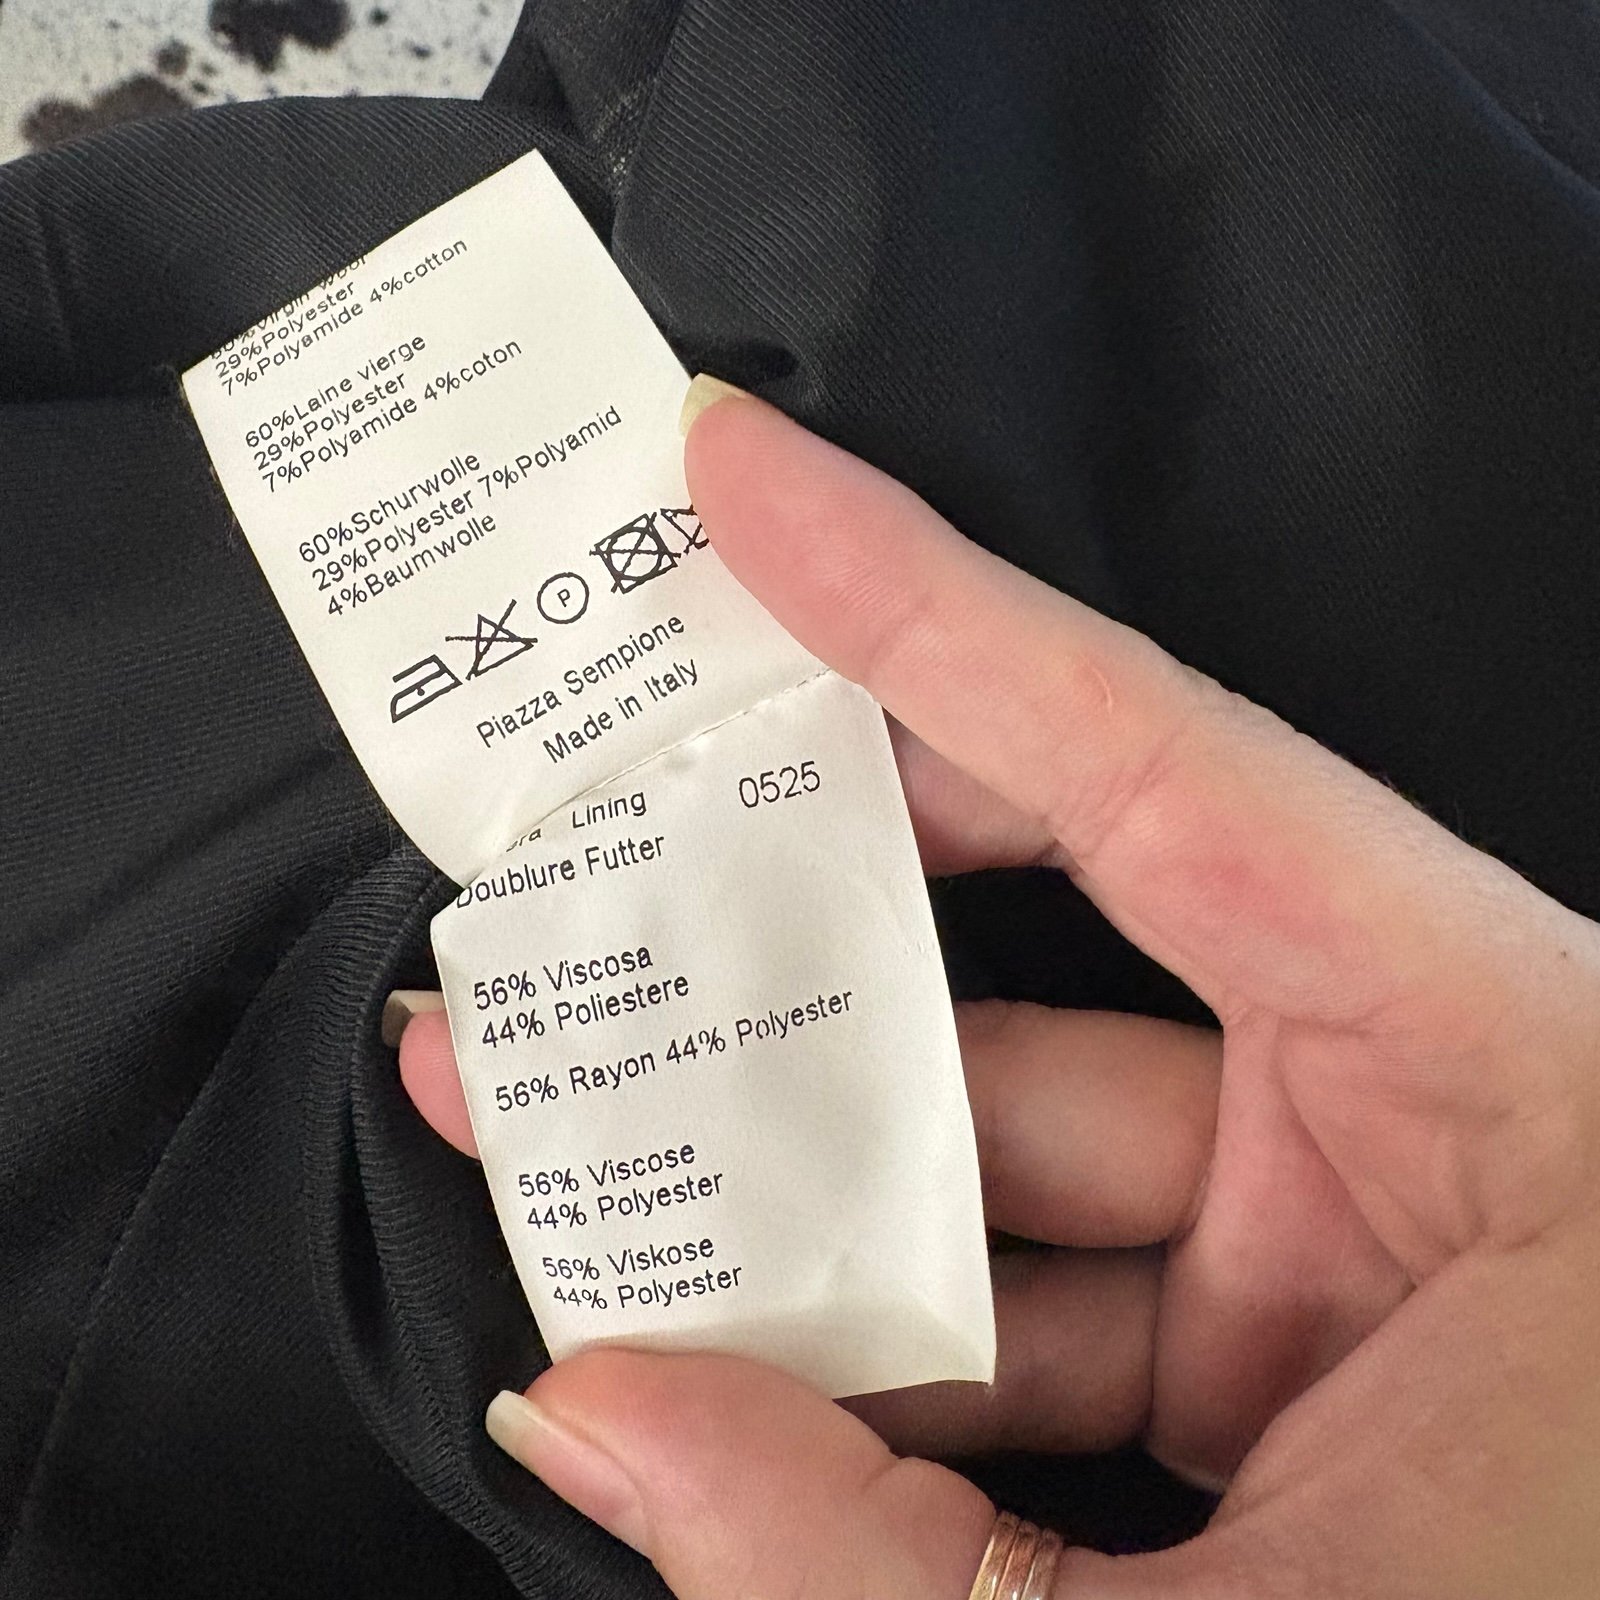 Virgin Wool
29%Polyester
7%Polyamide 4%cotton
60%Laine vierge
29%Polyester
7%Polyamide 4%coton
60%Schurwolle
29%Polyester 7%Polyamid
4%Baumwolle
P
Piazza Sempione
Made in Italy
Lining 0525
Doublure Futter
56% Viscosa
44% Poliestere
56% Rayon 44% Polyester
56% Viscose
44% Polyester
56% Viskose
44% Polyester